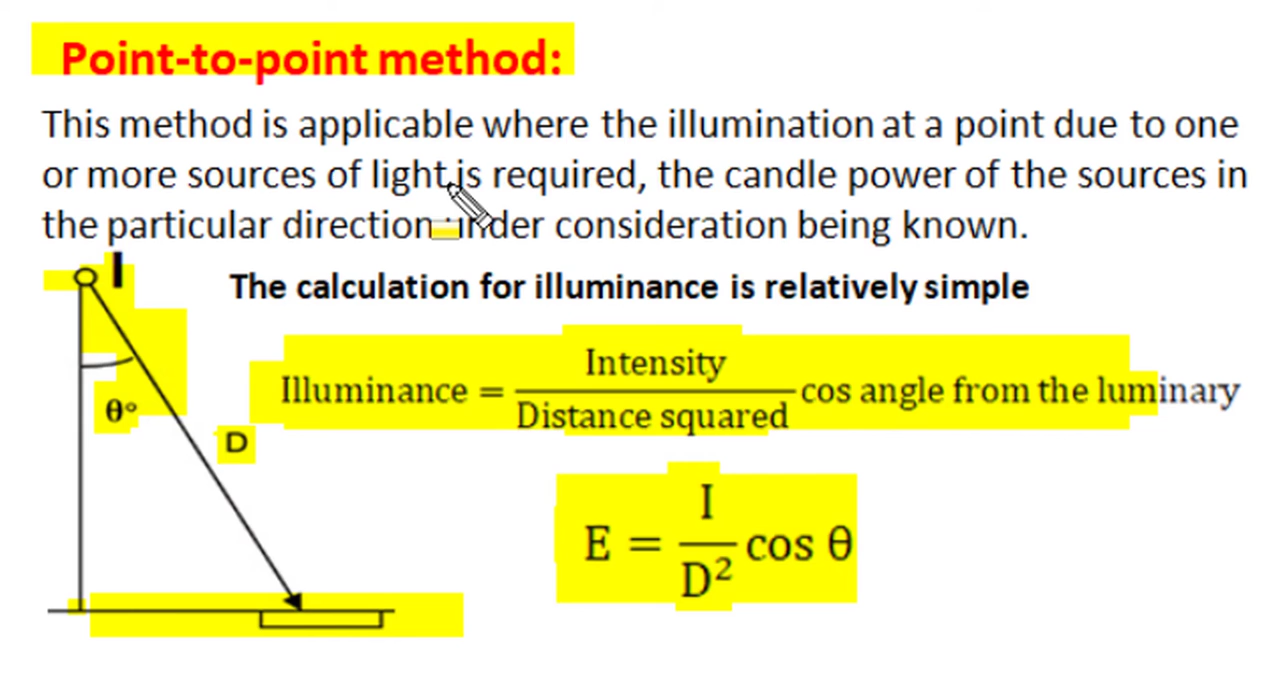 Point-to-point method:
This method is applicable where the illumination at a point due to one
or more sources of light is required, the candle power of the sources in
the particular direction under consideration being known.
I
The calculation for illuminance is relatively simple
Illuminance = Intensity / Distance squared cos angle from the luminary
θ°
D
E = I / D² cos θ